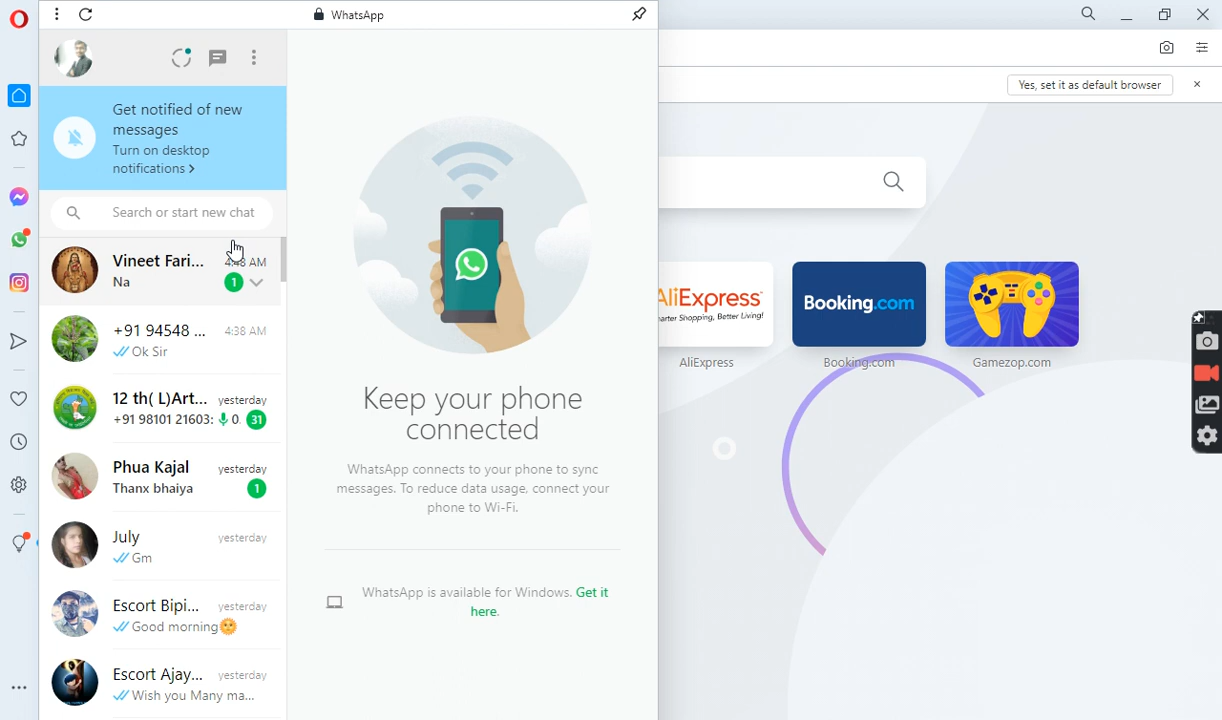 WhatsApp
Get notified of new
messages
Turn on desktop
notifications >
Search or start new chat
Vineet Fari...
4:48 AM
Na
1
+91 94548 ...
4:38 AM
Ok Sir
12 th( L)Art...
yesterday
+91 98101 21603:
0.
31
Phua Kajal
yesterday
Thanx bhaiya
1
July
yesterday
Gm
Escort Bipi...
yesterday
Good morning🌞
Escort Ajay...
yesterday
Wish you Many ma...
Keep your phone
connected
WhatsApp connects to your phone to sync
messages. To reduce data usage, connect your
phone to Wi-Fi.
WhatsApp is available for Windows. Get it
here.
Yes, set it as default browser
AliExpress
arter Shopping, Better Living!
AliExpress
Booking.com
Booking.com
Gamezop.com